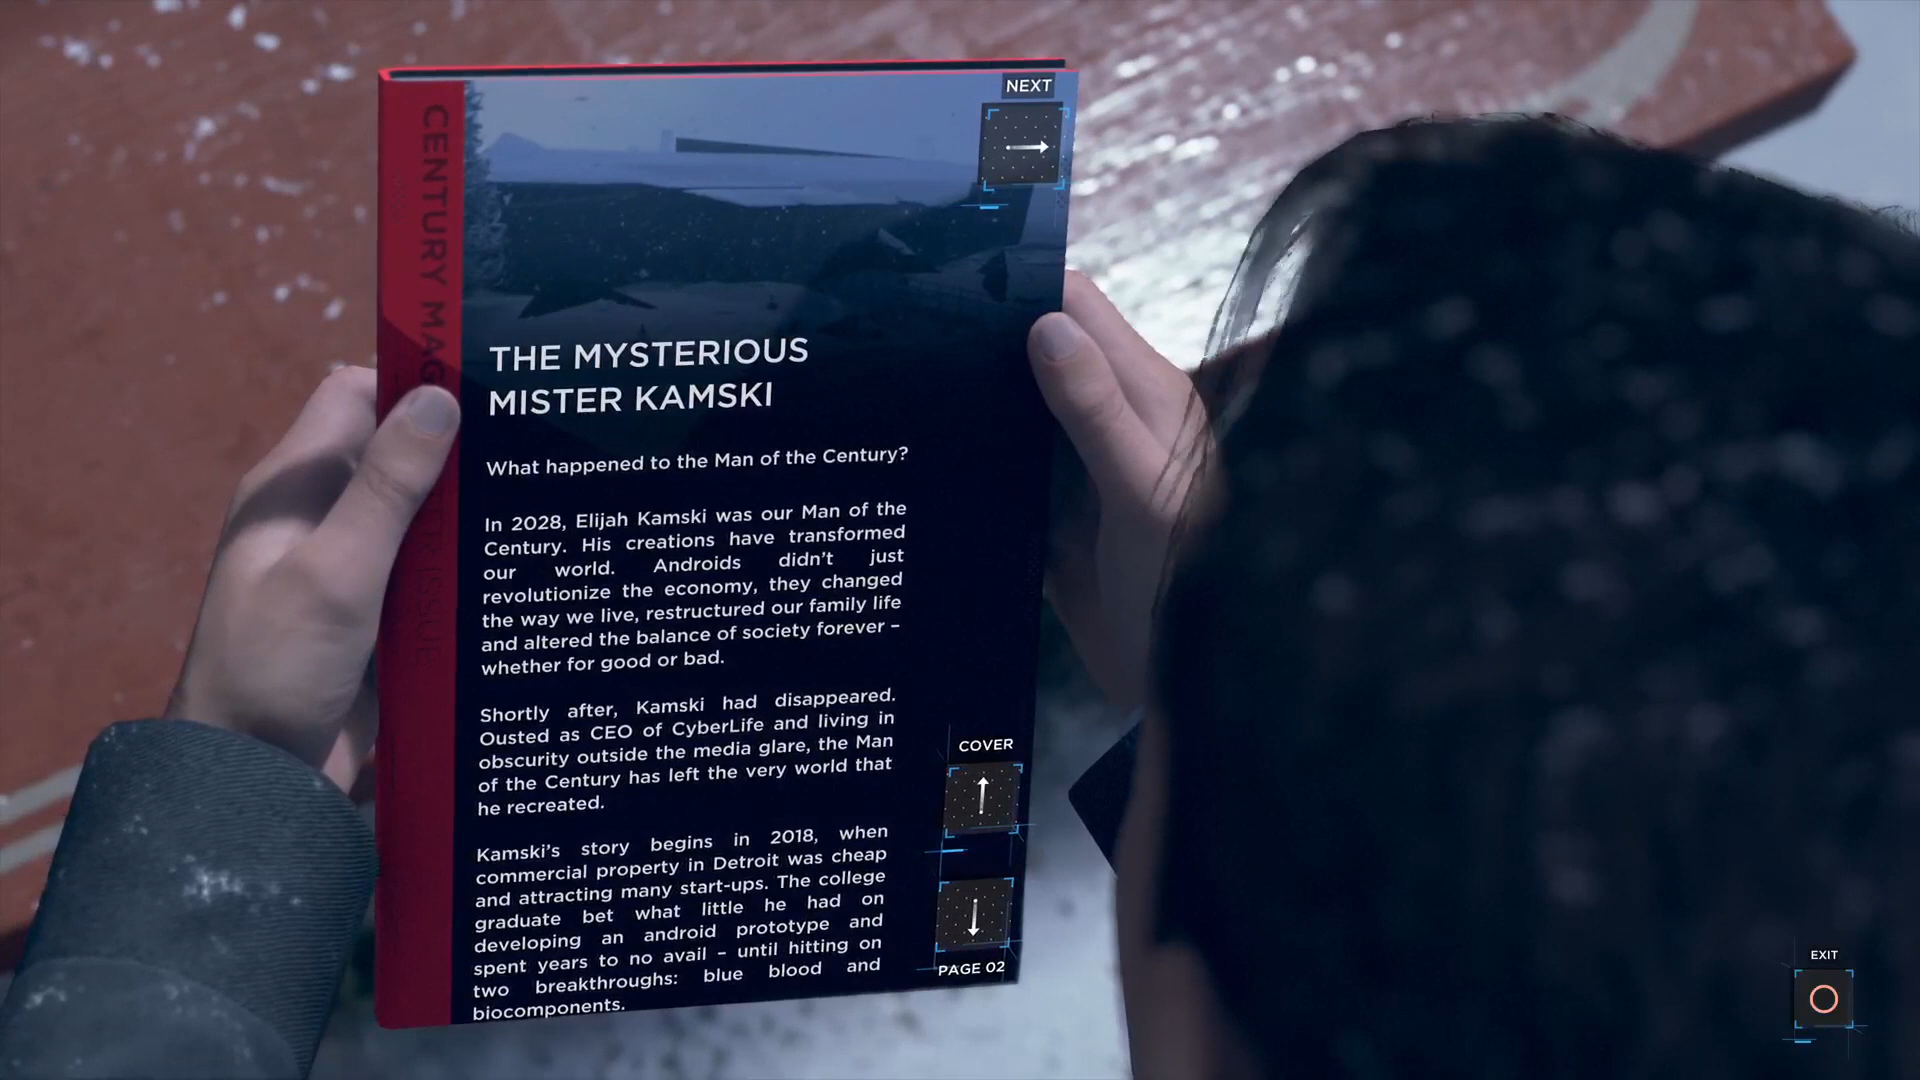 NEXT
CENTURY MAG
ISSUE
THE MYSTERIOUS
MISTER KAMSKI
What happened to the Man of the Century?
In 2028, Elijah Kamski was our Man of the
Century. His creations have transformed
our world. Androids didn't just
revolutionize the economy, they changed
the way we live, restructured our family life
and altered the balance of society forever –
whether for good or bad.
Shortly after, Kamski had disappeared.
Ousted as CEO of CyberLife and living in
obscurity outside the media glare, the Man
of the Century has left the very world that
he recreated.
Kamski's story begins in 2018, when
commercial property in Detroit was cheap
and attracting many start-ups. The college
graduate bet what little he had on
developing an android prototype and
spent years to no avail – until hitting on
two breakthroughs: blue blood and
biocomponents.
COVER
PAGE 02
EXIT